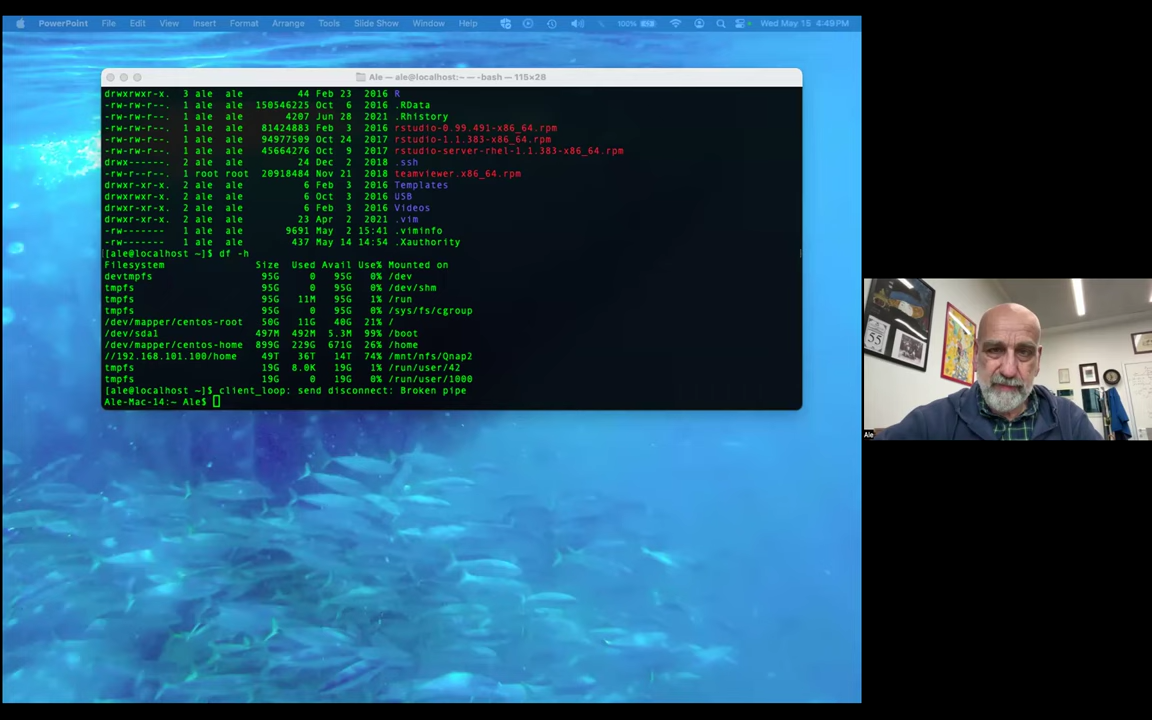 PowerPoint File Edit View Insert Format Arrange Tools Slide Show Window Help 100% Wed May 15 4:49 PM
Ale — ale@localhost:~ — -bash — 115×28
drwxrwxr-x. 3 ale ale 44 Feb 23 2016 R
-rw-rw-r--. 1 ale ale 150546225 Oct 6 2016 .RData
-rw-rw-r--. 1 ale ale 4207 Jun 28 2021 .Rhistory
-rw-rw-r--. 1 ale ale 81424883 Feb 3 2016 rstudio-0.99.491-x86_64.rpm
-rw-rw-r--. 1 ale ale 94977509 Oct 24 2017 rstudio-1.1.383-x86_64.rpm
-rw-rw-r--. 1 ale ale 45664276 Oct 9 2017 rstudio-server-rhel-1.1.383-x86_64.rpm
drwx------. 2 ale ale 24 Dec 2 2018 .ssh
-rw-r--r--. 1 root root 20918484 Nov 21 2018 teamviewer.x86_64.rpm
drwxr-xr-x. 2 ale ale 6 Feb 3 2016 Templates
drwxrwxr-x. 2 ale ale 6 Oct 3 2016 USB
drwxr-xr-x. 2 ale ale 6 Feb 3 2016 Videos
drwxr-xr-x. 2 ale ale 23 Apr 2 2021 .vim
-rw------- 1 ale ale 9691 May 2 15:41 .viminfo
-rw------- 1 ale ale 437 May 14 14:54 .Xauthority
[ale@localhost ~]$ df -h
Filesystem Size Used Avail Use% Mounted on
devtmpfs 95G 0 95G 0% /dev
tmpfs 95G 0 95G 0% /dev/shm
tmpfs 95G 11M 95G 1% /run
tmpfs 95G 0 95G 0% /sys/fs/cgroup
/dev/mapper/centos-root 50G 11G 40G 21% /
/dev/sda1 497M 492M 5.3M 99% /boot
/dev/mapper/centos-home 899G 229G 671G 26% /home
//192.168.101.100/home 49T 36T 14T 74% /mnt/nfs/Qnap2
tmpfs 19G 8.0K 19G 1% /run/user/42
tmpfs 19G 0 19G 0% /run/user/1000
[ale@localhost ~]$ client_loop: send disconnect: Broken pipe
Ale-Mac-14:~ Ale$
55
Ale